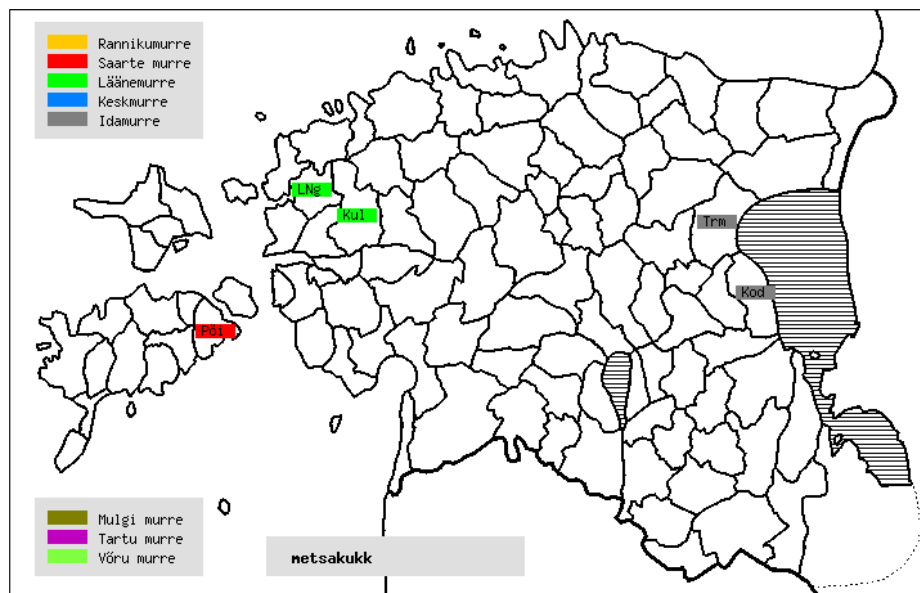 Rannikumurre
Saarte murre
Läänemurre
Keskmurre
Idamurre
LNg
Kul
Trm
Kod
Pöi
Mulgi murre
Tartu murre
Võru murre
metsakukk